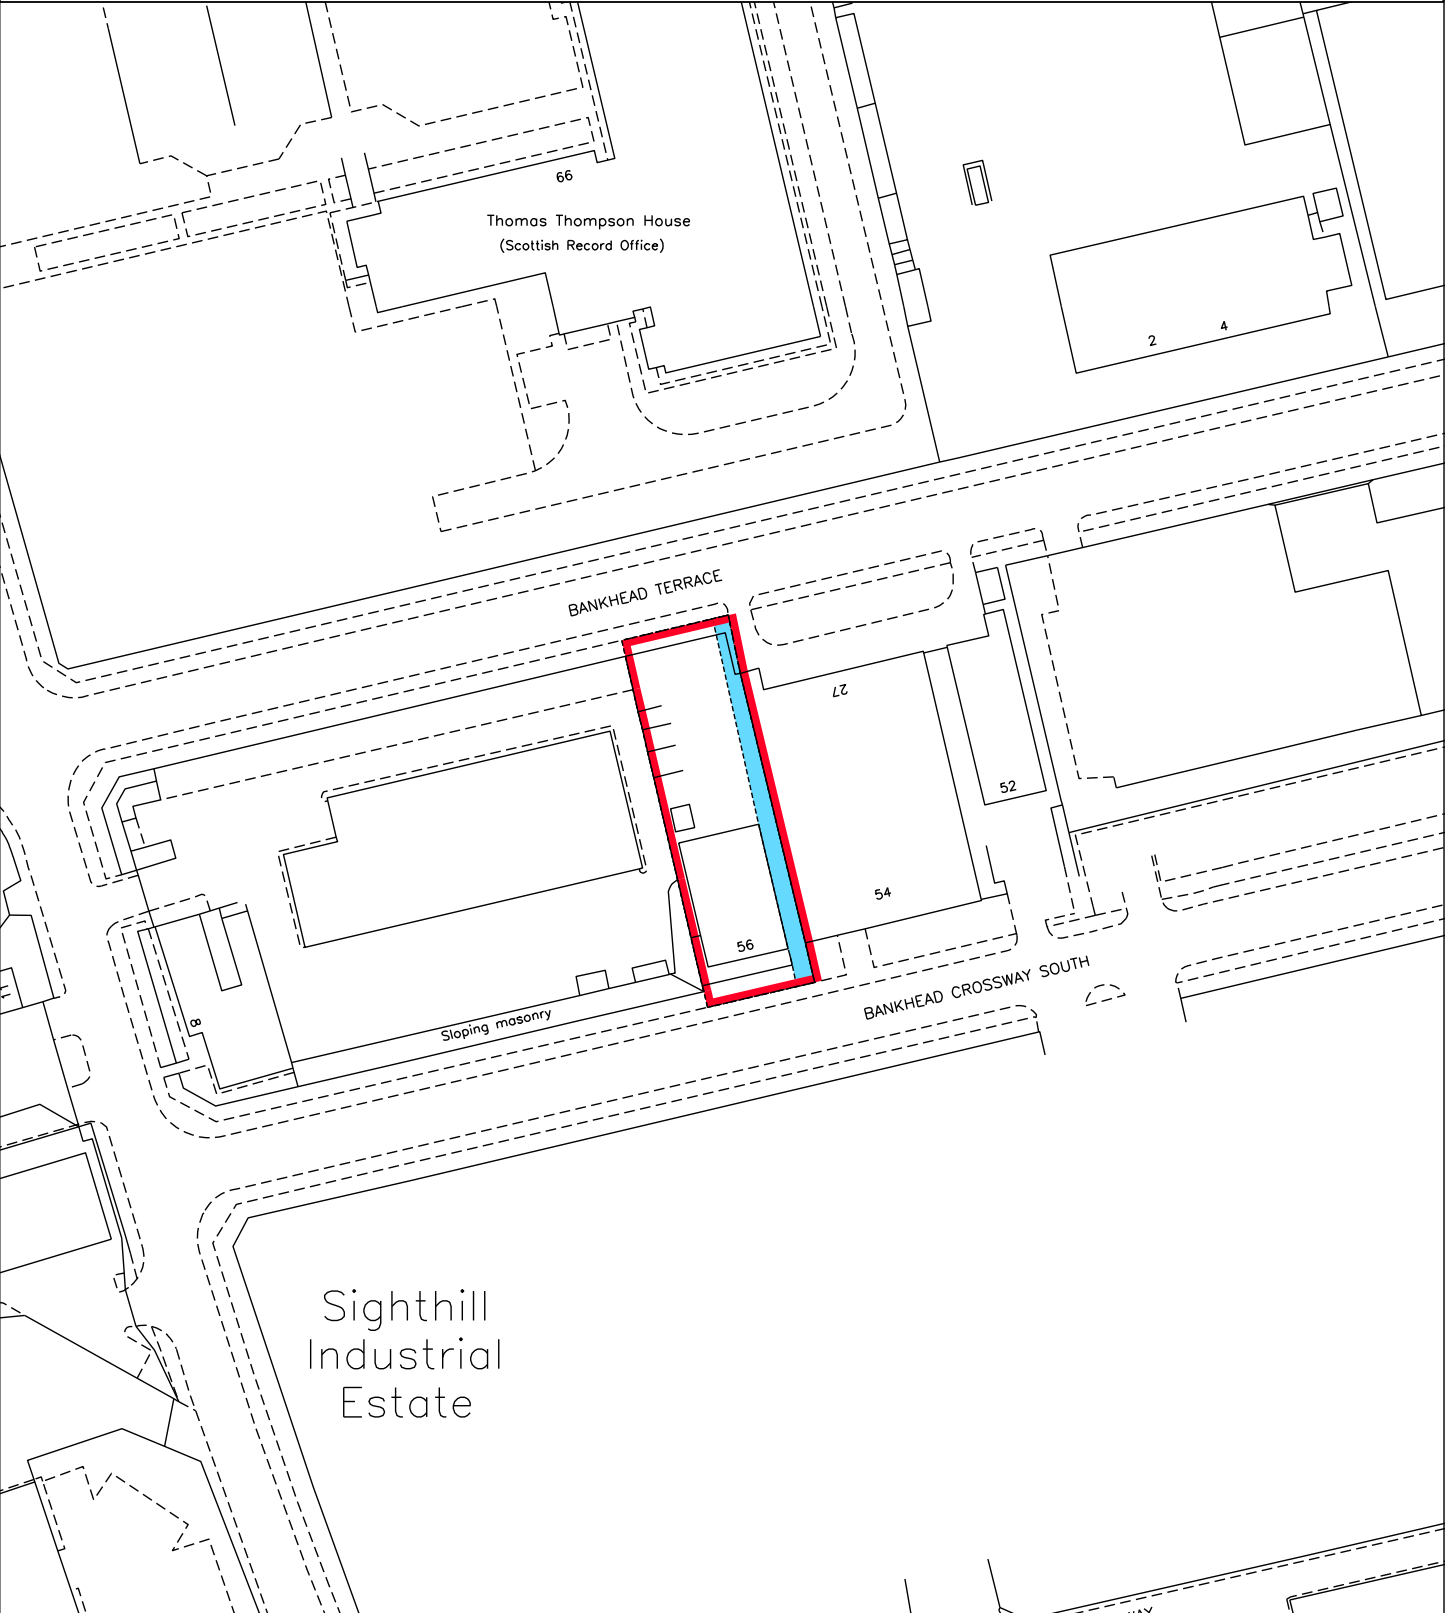 66
Thomas Thompson House
(Scottish Record Office)
2
4
BANKHEAD TERRACE
27
52
54
56
BANKHEAD CROSSWAY SOUTH
8
Sloping masonry
Sighthill
Industrial
Estate